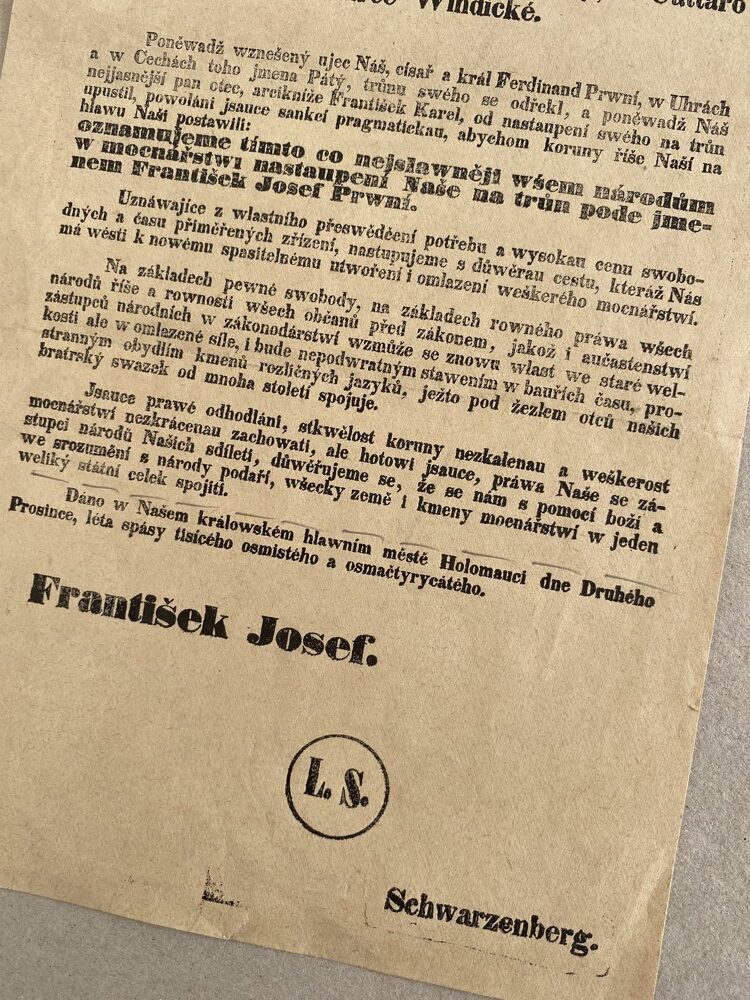 Cattaro
Windické.
Poněwadž wznešený ujec Náš, císař a král Ferdinand Prwní, w Uhrách
a w Cechách toho jmena Pátý, trůnu swého se odřekl, a poněwadž Náš
nejjasnější pan otec, arcikníže František Karel, od nastaupení swého na trůn
upustil, powoláni jsauce sankcí pragmatickau, abychom koruny říše Naší na
hlawu Naši postawili:
oznamujeme tímto co nejslawněji wšem národům
w mocnářstwí nastaupení Naše na trůn pode jme-
nem František Josef Prwní.
Uznáwajíce z wlastního přeswědčení potřebu a wysokau cenu swobo-
dných a času přiměřených zřízení, nastupujeme s důwěrau cestu, kteráž Nás
má wésti k nowému spasitelnému utwoření i omlazení weškerého mocnářstwí.
Na základech pewné swobody, na základech rowného práwa wšech
národů říše a rownosti wšech občanů před zákonem, jakož i aučastenstwí
zástupců národních w zákonodárstwí wzmůže se znowu wlast we staré wel-
kosti ale w omlazené síle, i bude nepodwratným stawením w bauřích času, pro-
stranným obydlím kmenů rozličných jazyků, ježto pod žezlem otců našich
bratrský swazek od mnoha století spojuje.
Jsauce prawé odhodlání, stkwělost koruny nezkalenau a weškerost
mocnářstwí nezkrácenau zachowati, ale hotowi jsauce, práwa Naše se zá-
stupci národů Našich sdíleti, důwěřujeme se, že se nám s pomocí boží a
we srozumění s národy podaří, wšecky země i kmeny mocnářstwí w jeden
weliký státní celek spojiti.
Dáno w Našem králowském hlawním městě Holomauci dne Druhého
Prosince, léta spásy tisícého osmistého a osmačtyrycátého.
František Josef.
L. S.
Schwarzenberg.